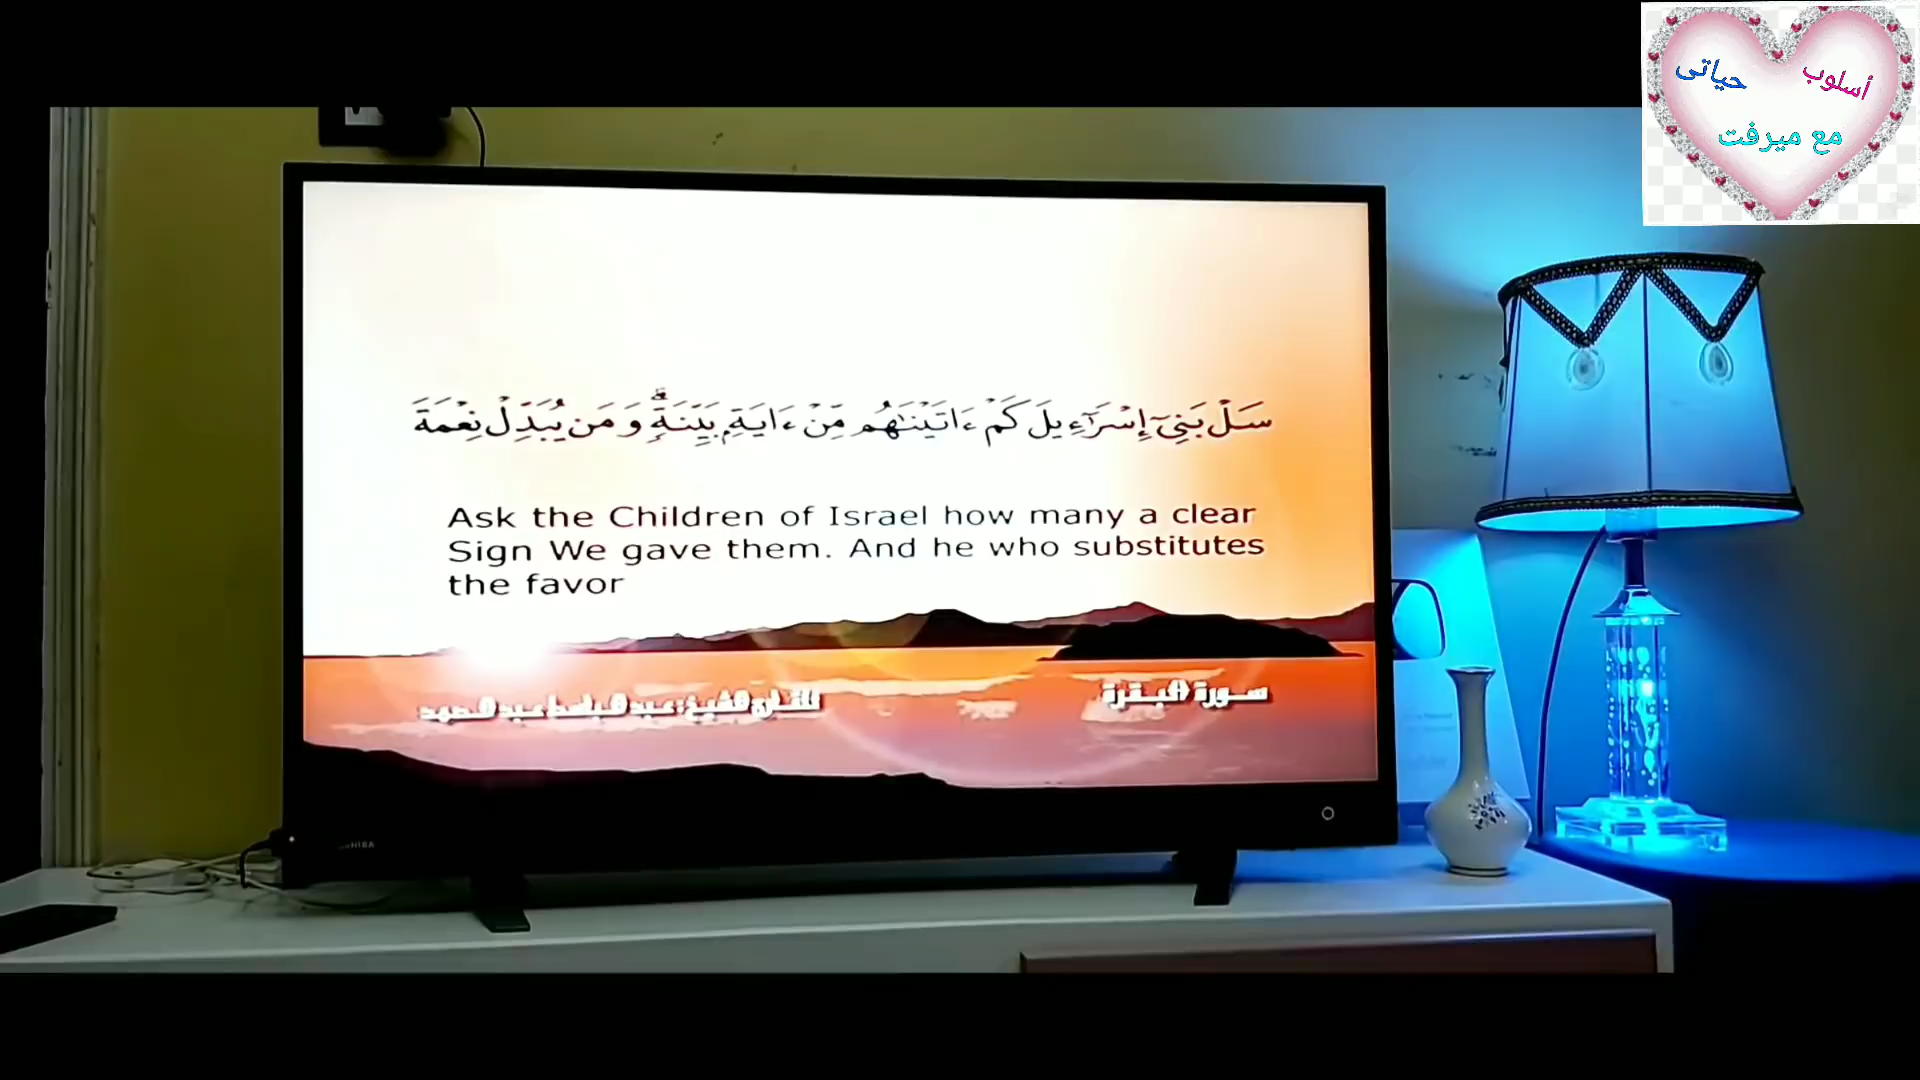 أسلوب حياتى
مع ميرفت
سَلْ بَنِىٓ إِسْرَٰٓءِيلَ كَمْ ءَاتَيْنَٰهُم مِّنْ ءَايَةٍۭ بَيِّنَةٍۗ وَمَن يُبَدِّلْ نِعْمَةَ
Ask the Children of Israel how many a clear
Sign We gave them. And he who substitutes
the favor
سورة البقرة
للقارئ الشيخ: عبد الباسط عبد الصمد